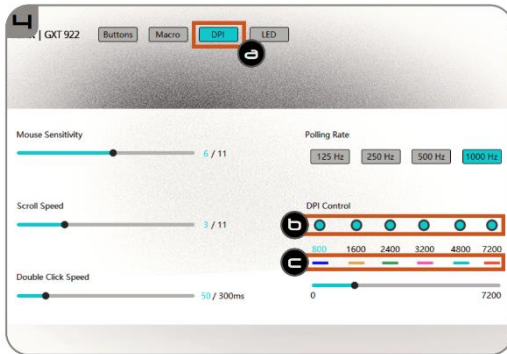 4
| GXT 922 Buttons Macro DPI LED
a
Mouse Sensitivity
6 / 11
Polling Rate
125 Hz 250 Hz 500 Hz 1000 Hz
Scroll Speed
3 / 11
DPI Control
b
800 1600 2400 3200 4800 7200
c
0 7200
Double Click Speed
50 / 300ms